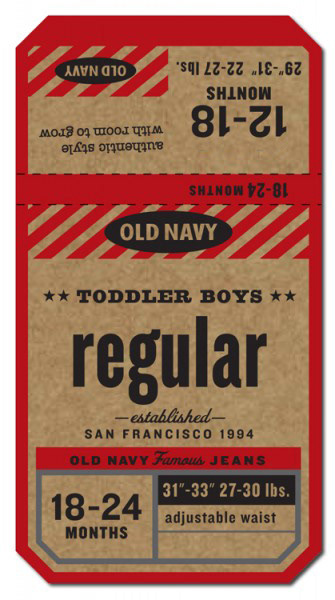 29"-31" 22-27 lbs.
12-18
MONTHS
OLD NAVY
authentic style
with room to grow
18-24 MONTHS
OLD NAVY
★★ TODDLER BOYS ★★
regular
—established—
SAN FRANCISCO 1994
OLD NAVY Famous JEANS
18-24
MONTHS
31"-33" 27-30 lbs.
adjustable waist